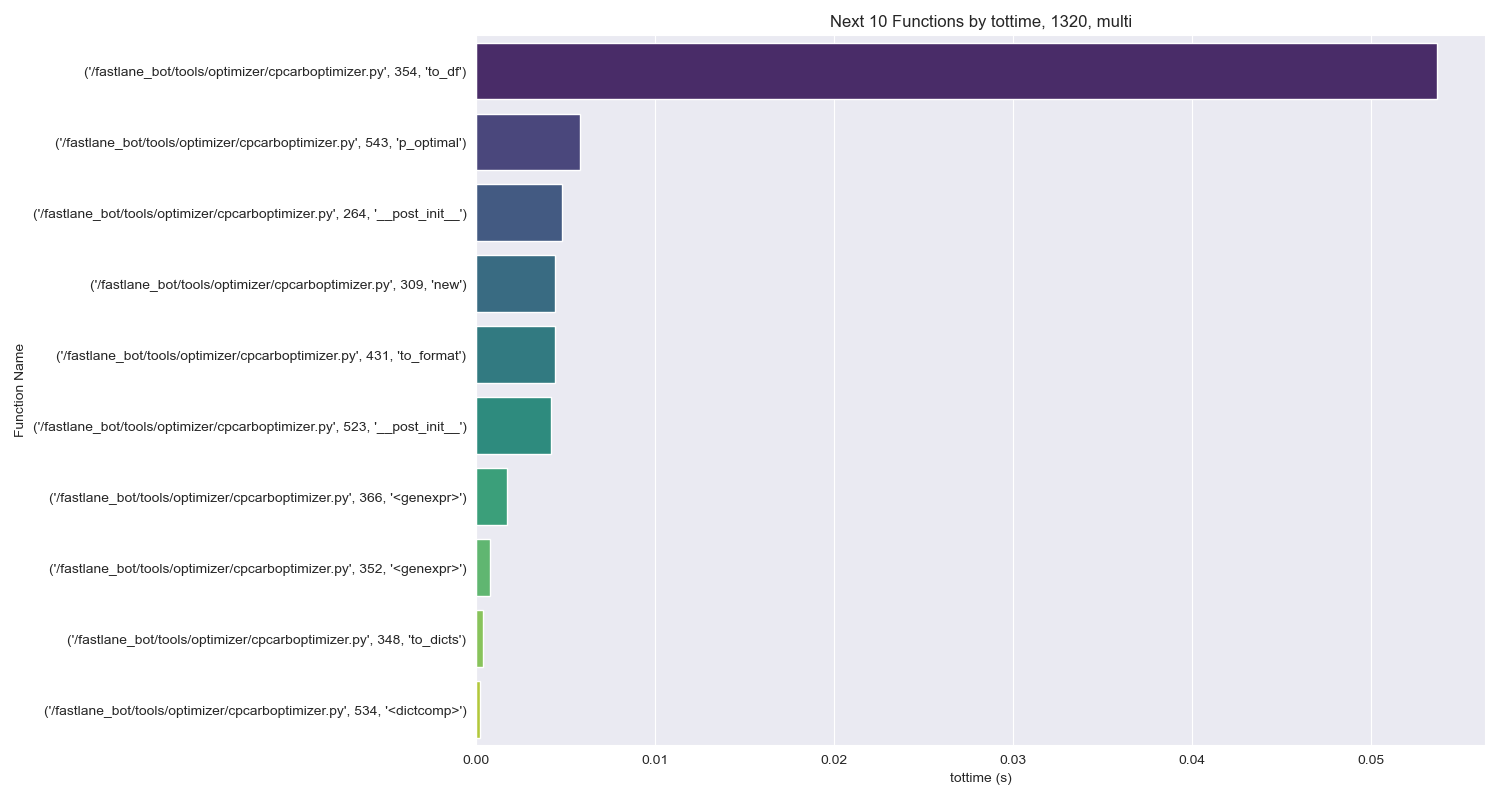 Next 10 Functions by tottime, 1320, multi
('/fastlane_bot/tools/optimizer/cpcarboptimizer.py', 354, 'to_df')
('/fastlane_bot/tools/optimizer/cpcarboptimizer.py', 543, 'p_optimal')
('/fastlane_bot/tools/optimizer/cpcarboptimizer.py', 264, '__post_init__')
('/fastlane_bot/tools/optimizer/cpcarboptimizer.py', 309, 'new')
('/fastlane_bot/tools/optimizer/cpcarboptimizer.py', 431, 'to_format')
('/fastlane_bot/tools/optimizer/cpcarboptimizer.py', 523, '__post_init__')
('/fastlane_bot/tools/optimizer/cpcarboptimizer.py', 366, '<genexpr>')
('/fastlane_bot/tools/optimizer/cpcarboptimizer.py', 352, '<genexpr>')
('/fastlane_bot/tools/optimizer/cpcarboptimizer.py', 348, 'to_dicts')
('/fastlane_bot/tools/optimizer/cpcarboptimizer.py', 534, '<dictcomp>')
Function Name
0.00 0.01 0.02 0.03 0.04 0.05
tottime (s)